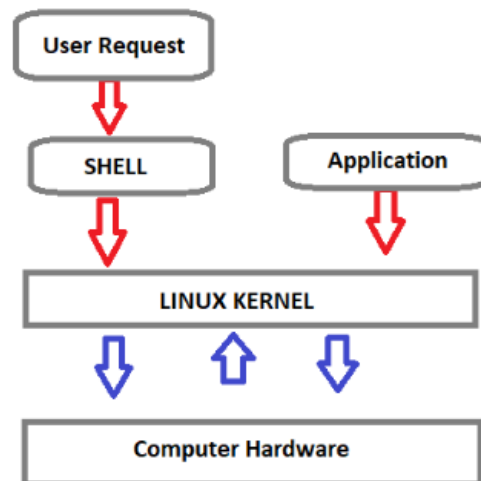 User Request
SHELL
Application
LINUX KERNEL
Computer Hardware